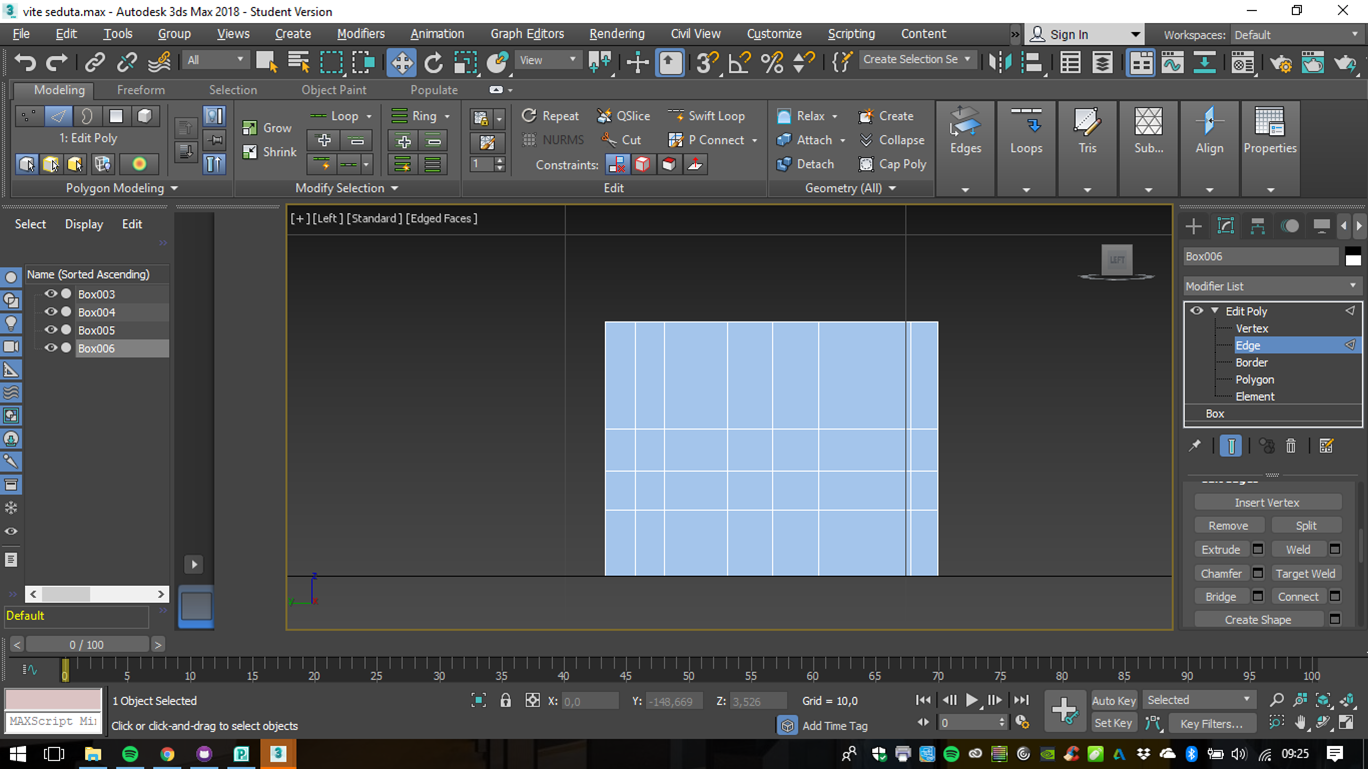 vite seduta.max - Autodesk 3ds Max 2018 - Student Version
File Edit Tools Group Views Create Modifiers Animation Graph Editors Rendering Civil View Customize Scripting Content » Sign In Workspaces: Default
All View Create Selection Se
Modeling Freeform Selection Object Paint Populate
1: Edit Poly
Grow
Shrink
Loop Ring
Repeat QSlice Swift Loop
NURMS Cut P Connect
1 Constraints:
Relax Create
Attach Collapse
Detach Cap Poly
Edges Loops Tris Sub... Align Properties
Polygon Modeling Modify Selection Edit Geometry (All)
Select Display Edit
Name (Sorted Ascending)
Box003
Box004
Box005
Box006
Default
[+] [Left ] [Standard ] [Edged Faces ]
LEFT
z
y x
Box006
Modifier List
Edit Poly
Vertex
Edge
Border
Polygon
Element
Box
Insert Vertex
Remove Split
Extrude Weld
Chamfer Target Weld
Bridge Connect
Create Shape
< 0 / 100 >
0 5 10 15 20 25 30 35 40 45 50 55 60 65 70 75 80 85 90 95 100
MAXScript Mi
1 Object Selected
Click or click-and-drag to select objects
X: 0,0 Y: -148,669 Z: 3,526 Grid = 10,0
Add Time Tag
0
Auto Key Selected
Set Key Key Filters...
09:25